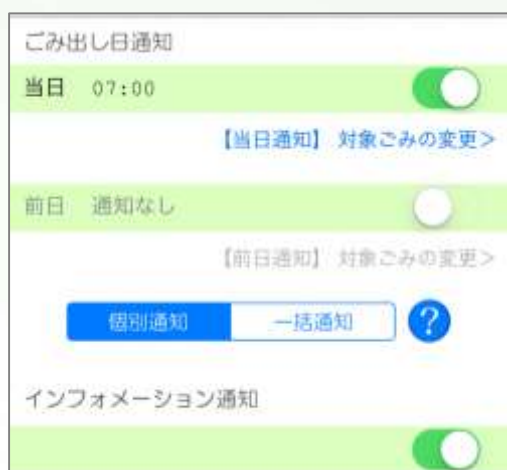 ごみ出し日通知
当日 07:00
【当日通知】 対象ごみの変更>
前日 通知なし
【前日通知】 対象ごみの変更>
個別通知 一括通知 ?
インフォメーション通知